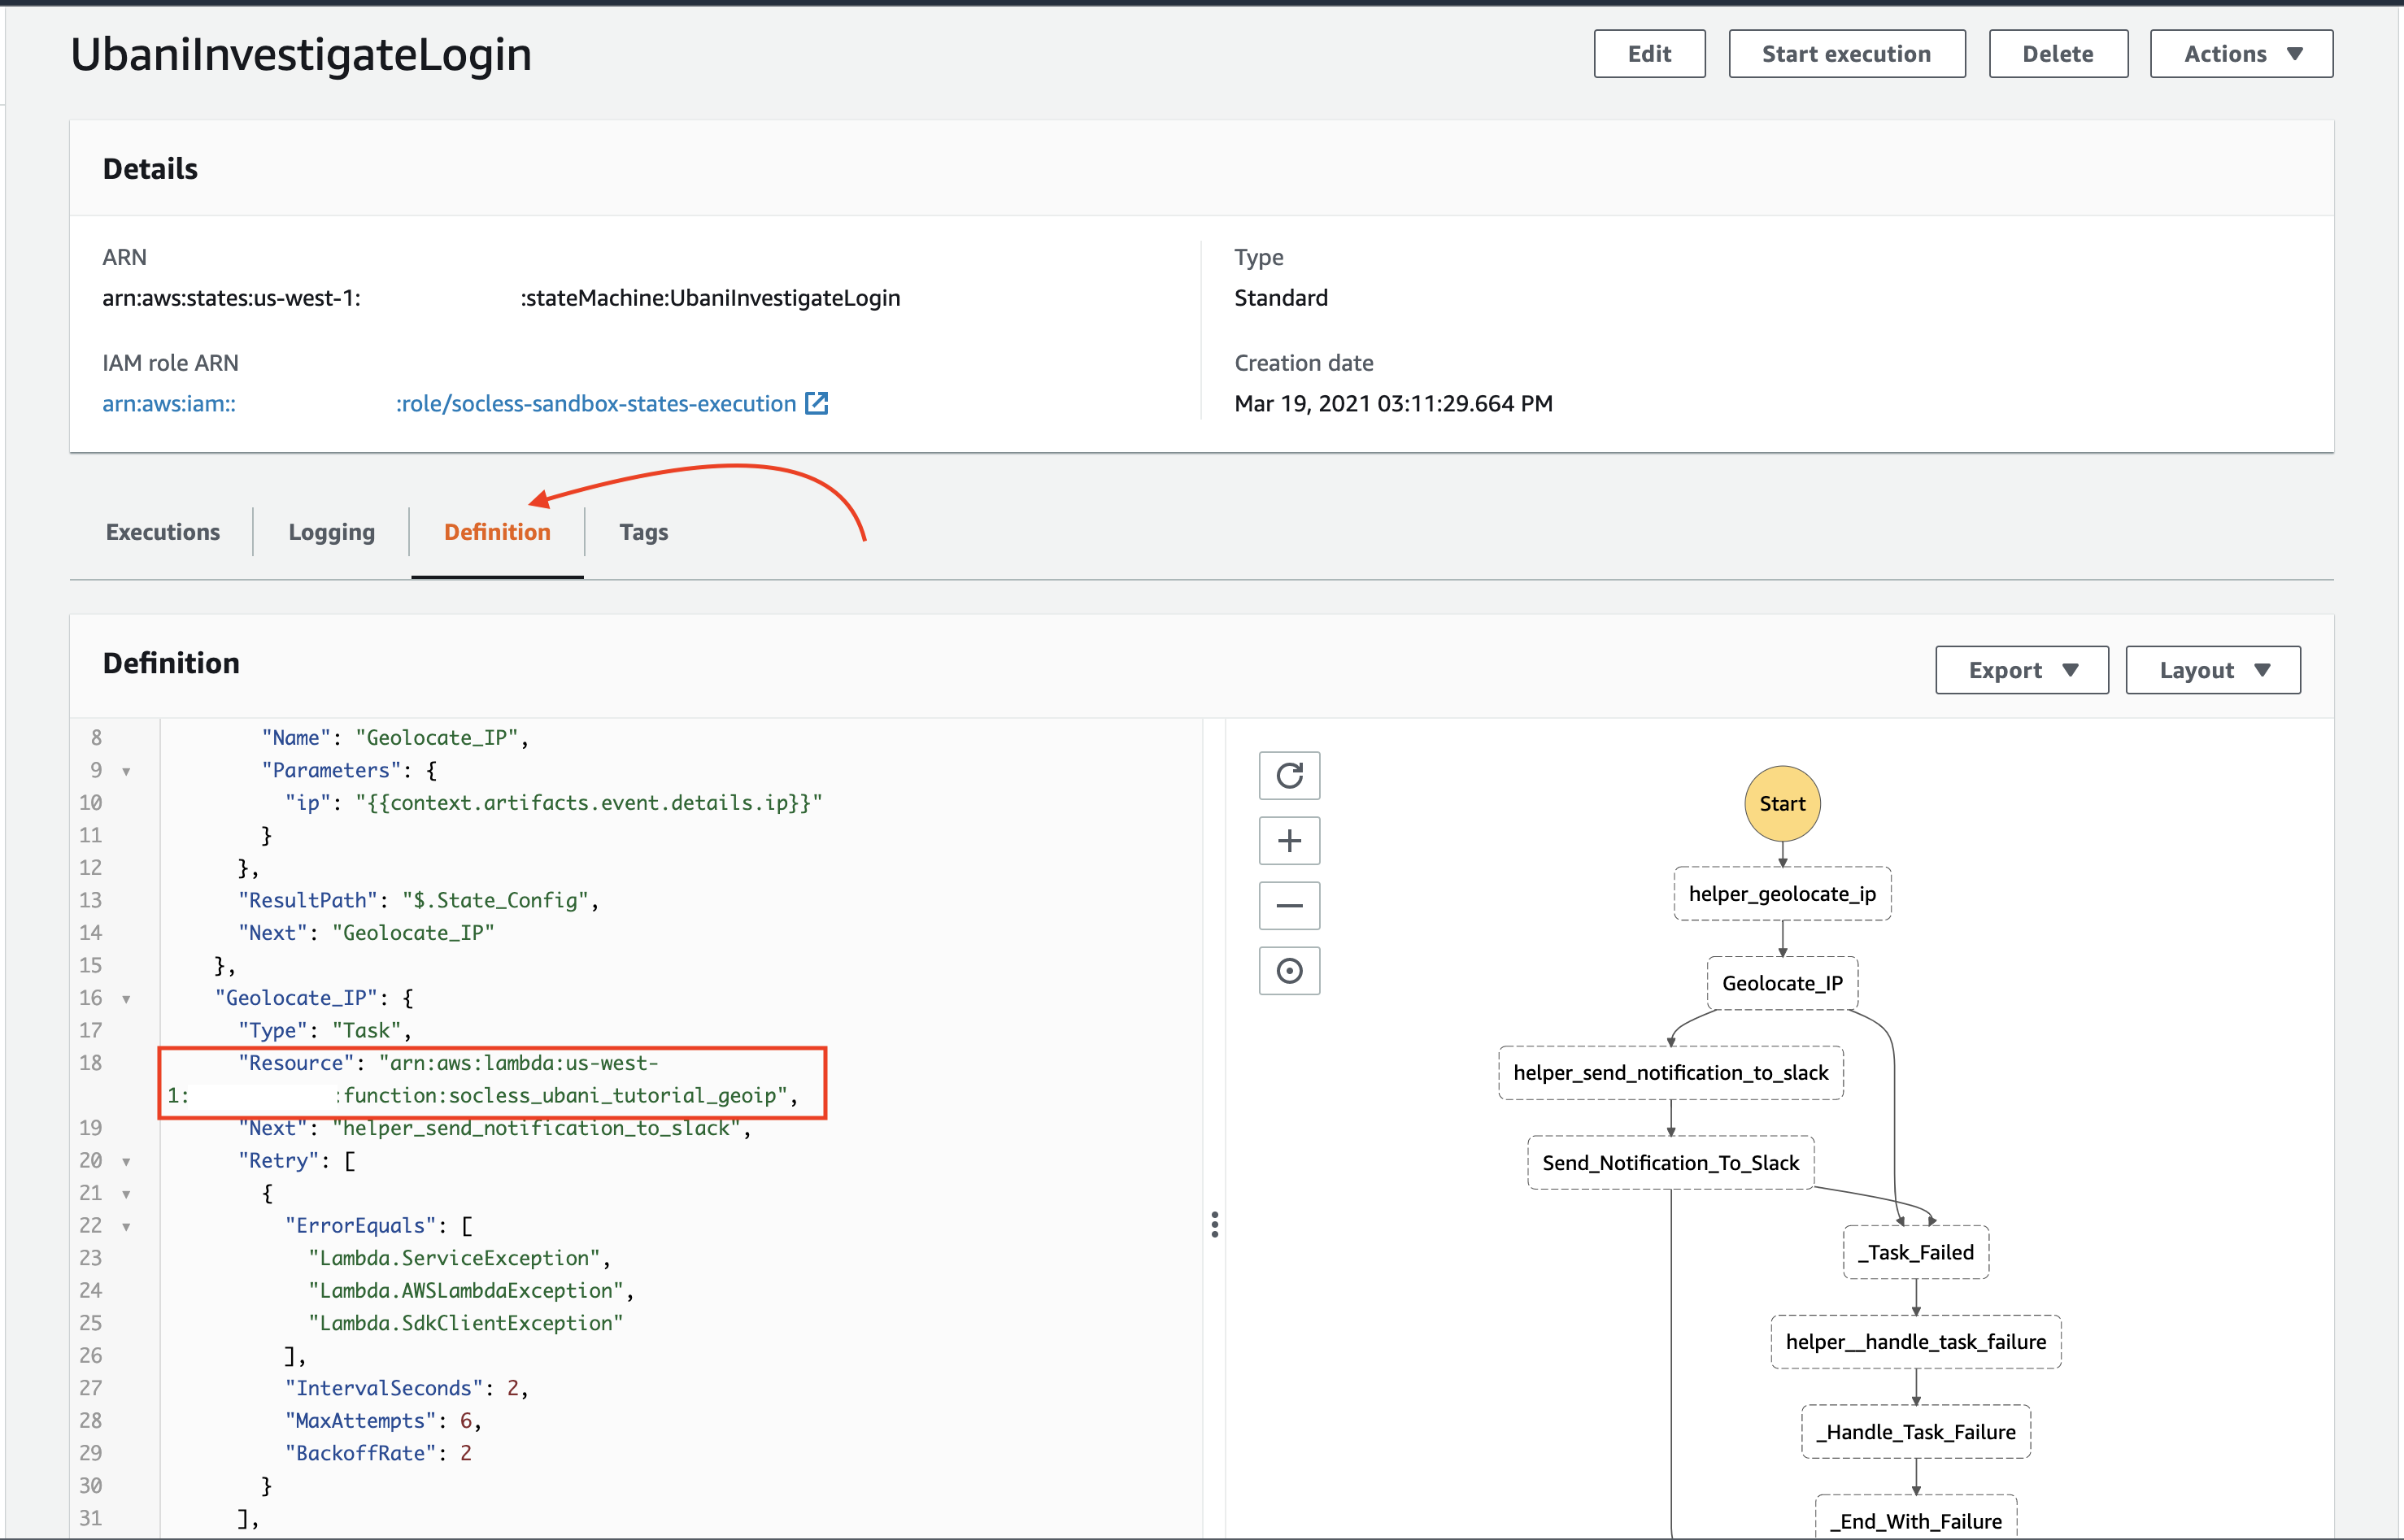 UbaniInvestigateLogin
Edit
Start execution
Delete
Actions
Details
ARN
arn:aws:states:us-west-1: :stateMachine:UbaniInvestigateLogin
Type
Standard
IAM role ARN
arn:aws:iam:: :role/socless-sandbox-states-execution
Creation date
Mar 19, 2021 03:11:29.664 PM
Executions
Logging
Definition
Tags
Definition
Export
Layout
8 "Name": "Geolocate_IP",
9 "Parameters": {
10 "ip": "{{context.artifacts.event.details.ip}}"
11 }
12 },
13 "ResultPath": "$.State_Config",
14 "Next": "Geolocate_IP"
15 },
16 "Geolocate_IP": {
17 "Type": "Task",
18 "Resource": "arn:aws:lambda:us-west-
1: :function:socless_ubani_tutorial_geoip",
19 "Next": "helper_send_notification_to_slack",
20 "Retry": [
21 {
22 "ErrorEquals": [
23 "Lambda.ServiceException",
24 "Lambda.AWSLambdaException",
25 "Lambda.SdkClientException"
26 ],
27 "IntervalSeconds": 2,
28 "MaxAttempts": 6,
29 "BackoffRate": 2
30 }
31 ],
Start
helper_geolocate_ip
Geolocate_IP
helper_send_notification_to_slack
Send_Notification_To_Slack
_Task_Failed
helper__handle_task_failure
_Handle_Task_Failure
_End_With_Failure